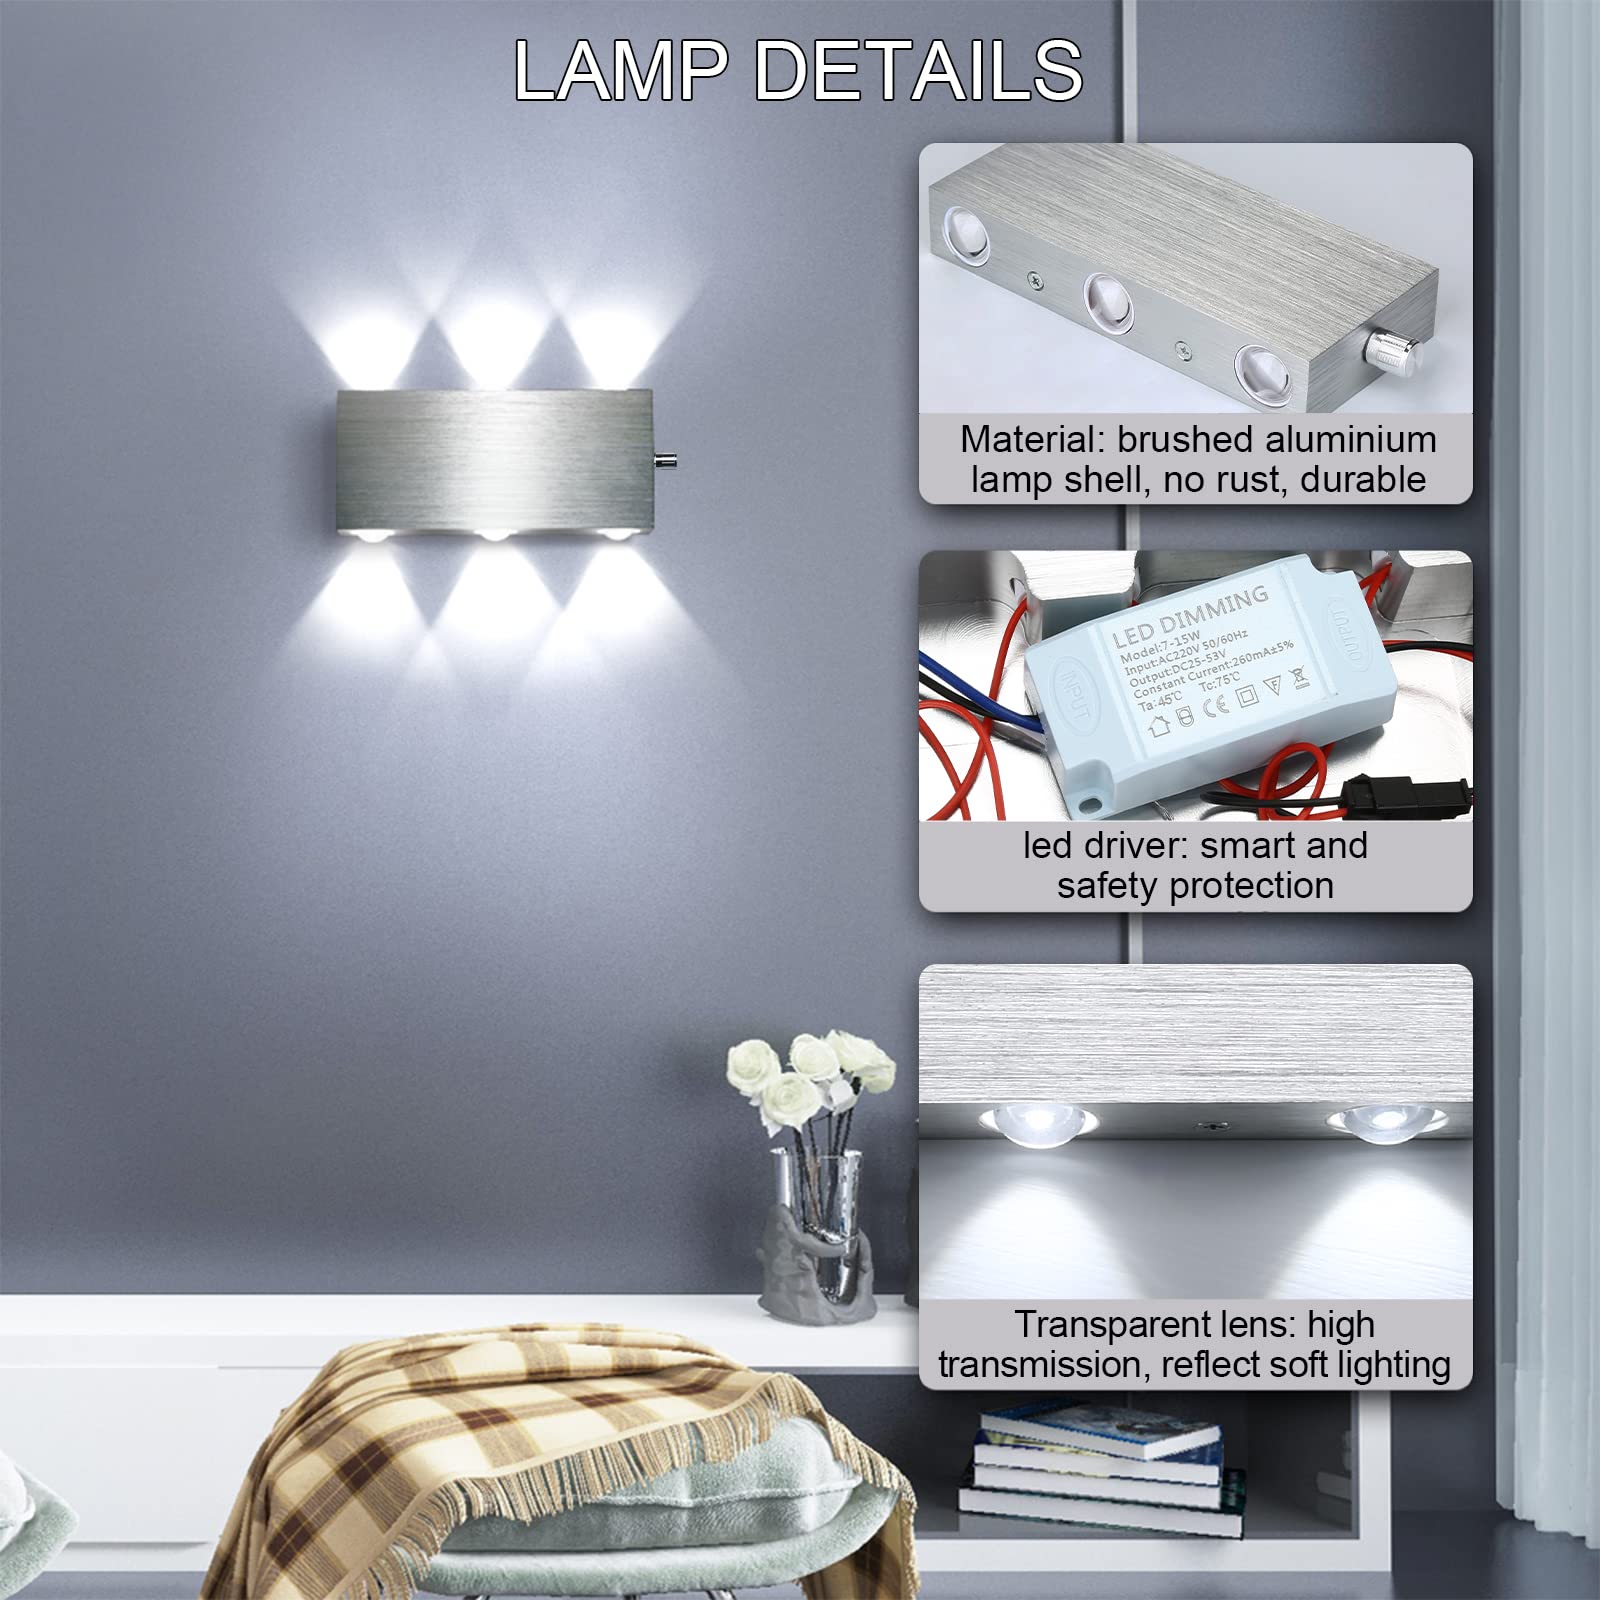 LAMP DETAILS
Material: brushed aluminium
lamp shell, no rust, durable
LED DIMMING
Model:7-15W
Input:AC220V 50/60Hz
Output:DC25-53V
Constant Current:260mA±5%
Ta:45℃ Tc:75℃
CE F
INPUT
OUTPUT
led driver: smart and
safety protection
Transparent lens: high
transmission, reflect soft lighting